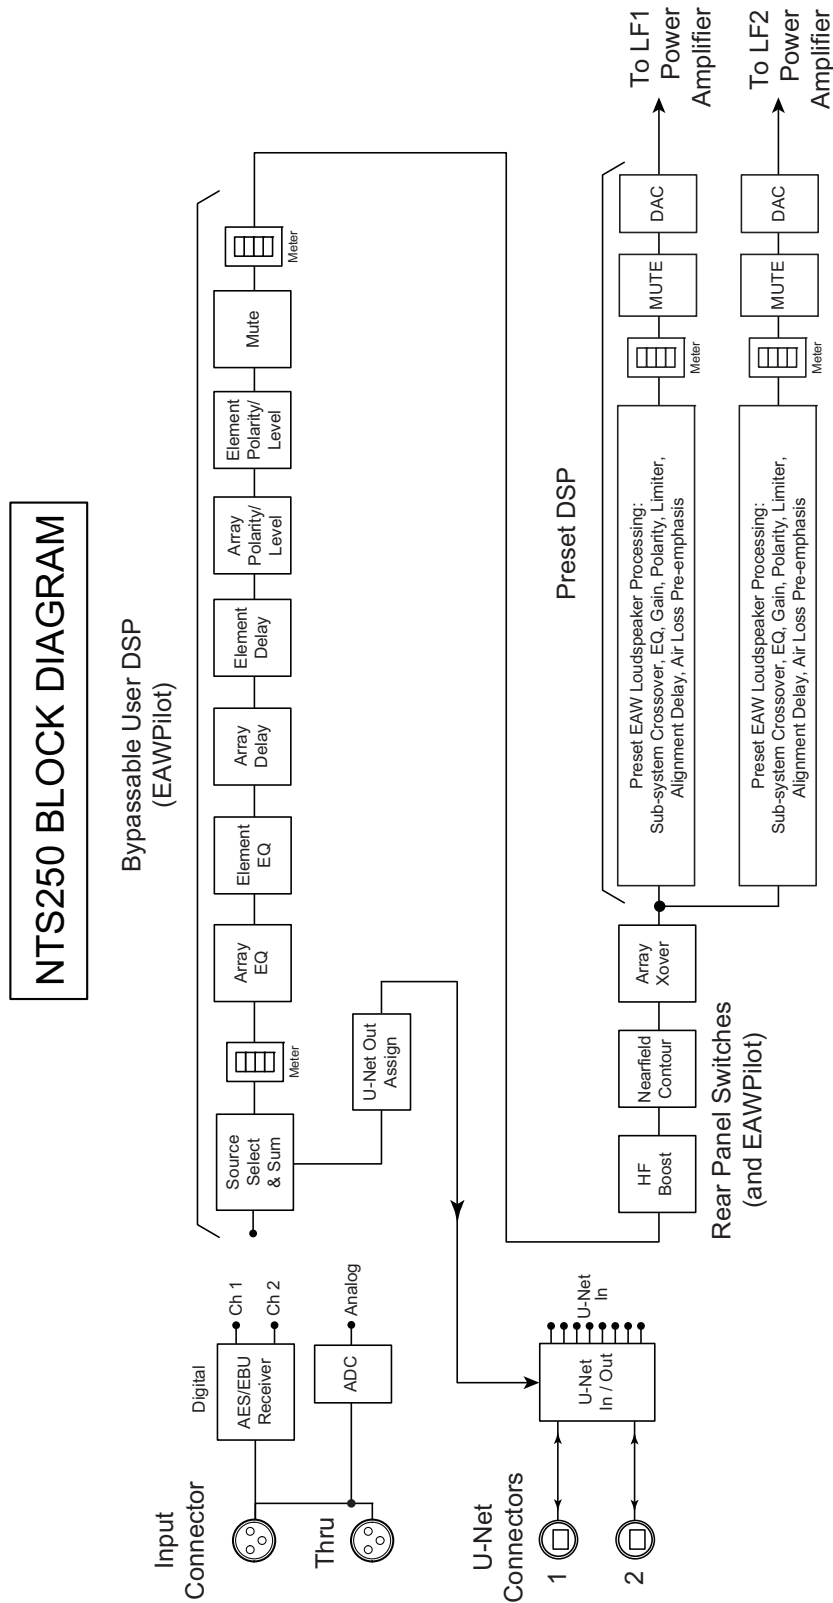 NTS250 BLOCK DIAGRAM
Bypassable User DSP
(EAWPilot)
Input
Connector
Thru
Digital
AES/EBU
Receiver
Ch 1
Ch 2
ADC
Analog
Source
Select
& Sum
Meter
Array
EQ
Element
EQ
Array
Delay
Element
Delay
Array
Polarity/
Level
Element
Polarity/
Level
Mute
Meter
U-Net Out
Assign
U-Net
Connectors
1
2
U-Net
In / Out
U-Net
In
HF
Boost
Nearfield
Contour
Array
Xover
Rear Panel Switches
(and EAWPilot)
Preset DSP
Preset EAW Loudspeaker Processing:
Sub-system Crossover, EQ, Gain, Polarity, Limiter,
Alignment Delay, Air Loss Pre-emphasis
Meter
MUTE
DAC
To LF1
Power
Amplifier
Preset EAW Loudspeaker Processing:
Sub-system Crossover, EQ, Gain, Polarity, Limiter,
Alignment Delay, Air Loss Pre-emphasis
Meter
MUTE
DAC
To LF2
Power
Amplifier